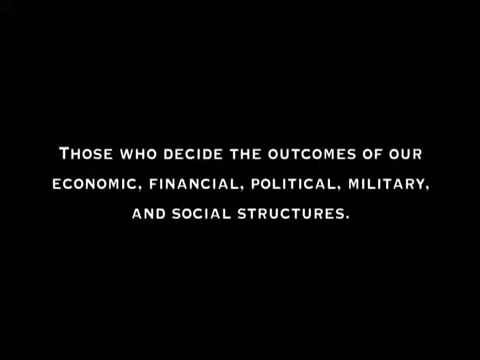 Those who decide the outcomes of our
economic, financial, political, military,
and social structures.